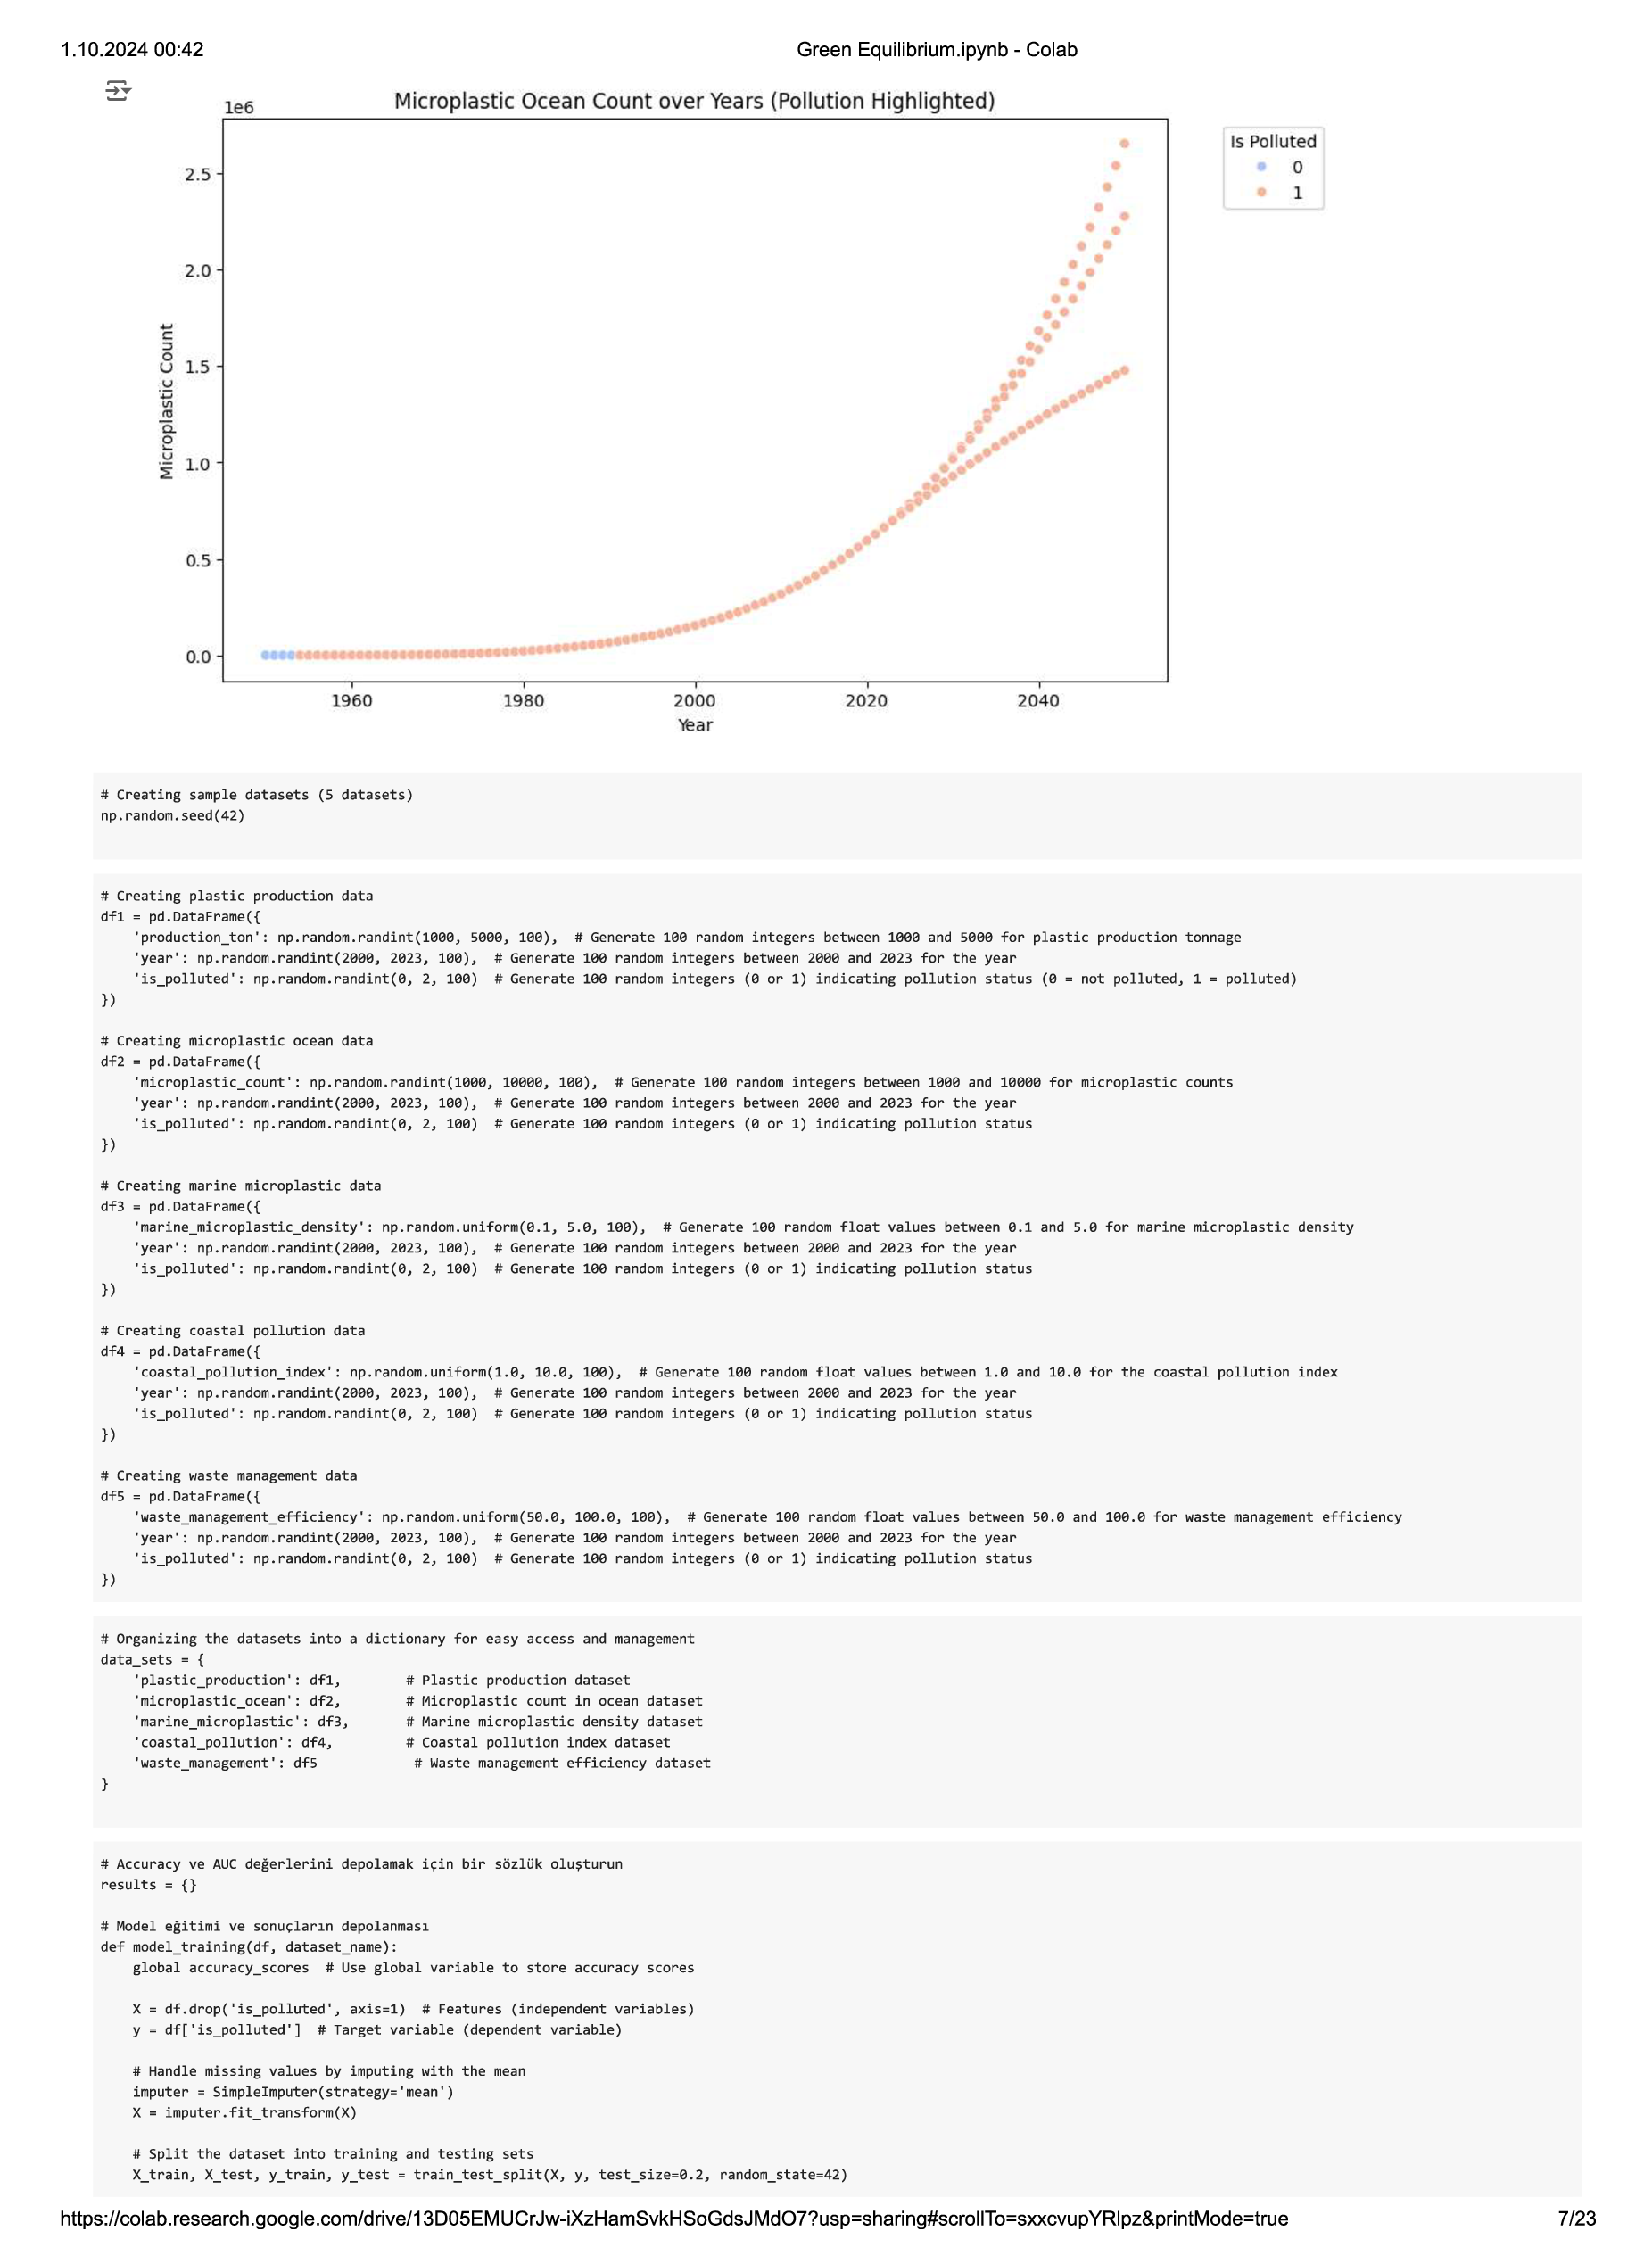 1.10.2024 00:42
Green Equilibrium.ipynb - Colab
Microplastic Ocean Count over Years (Pollution Highlighted)
1e6
Is Polluted
0
1
2.5
2.0
1.5
1.0
0.5
0.0
Microplastic Count
1960
1980
2000
2020
2040
Year
# Creating sample datasets (5 datasets)
np.random.seed(42)
# Creating plastic production data
df1 = pd.DataFrame({
    'production_ton': np.random.randint(1000, 5000, 100),  # Generate 100 random integers between 1000 and 5000 for plastic production tonnage
    'year': np.random.randint(2000, 2023, 100),  # Generate 100 random integers between 2000 and 2023 for the year
    'is_polluted': np.random.randint(0, 2, 100)  # Generate 100 random integers (0 or 1) indicating pollution status (0 = not polluted, 1 = polluted)
})
# Creating microplastic ocean data
df2 = pd.DataFrame({
    'microplastic_count': np.random.randint(1000, 10000, 100),  # Generate 100 random integers between 1000 and 10000 for microplastic counts
    'year': np.random.randint(2000, 2023, 100),  # Generate 100 random integers between 2000 and 2023 for the year
    'is_polluted': np.random.randint(0, 2, 100)  # Generate 100 random integers (0 or 1) indicating pollution status
})
# Creating marine microplastic data
df3 = pd.DataFrame({
    'marine_microplastic_density': np.random.uniform(0.1, 5.0, 100),  # Generate 100 random float values between 0.1 and 5.0 for marine microplastic density
    'year': np.random.randint(2000, 2023, 100),  # Generate 100 random integers between 2000 and 2023 for the year
    'is_polluted': np.random.randint(0, 2, 100)  # Generate 100 random integers (0 or 1) indicating pollution status
})
# Creating coastal pollution data
df4 = pd.DataFrame({
    'coastal_pollution_index': np.random.uniform(1.0, 10.0, 100),  # Generate 100 random float values between 1.0 and 10.0 for the coastal pollution index
    'year': np.random.randint(2000, 2023, 100),  # Generate 100 random integers between 2000 and 2023 for the year
    'is_polluted': np.random.randint(0, 2, 100)  # Generate 100 random integers (0 or 1) indicating pollution status
})
# Creating waste management data
df5 = pd.DataFrame({
    'waste_management_efficiency': np.random.uniform(50.0, 100.0, 100),  # Generate 100 random float values between 50.0 and 100.0 for waste management efficiency
    'year': np.random.randint(2000, 2023, 100),  # Generate 100 random integers between 2000 and 2023 for the year
    'is_polluted': np.random.randint(0, 2, 100)  # Generate 100 random integers (0 or 1) indicating pollution status
})
# Organizing the datasets into a dictionary for easy access and management
data_sets = {
    'plastic_production': df1,        # Plastic production dataset
    'microplastic_ocean': df2,        # Microplastic count in ocean dataset
    'marine_microplastic': df3,       # Marine microplastic density dataset
    'coastal_pollution': df4,         # Coastal pollution index dataset
    'waste_management': df5            # Waste management efficiency dataset
}
# Accuracy ve AUC değerlerini depolamak için bir sözlük oluşturun
results = {}
# Model eğitimi ve sonuçların depolanması
def model_training(df, dataset_name):
    global accuracy_scores  # Use global variable to store accuracy scores
    X = df.drop('is_polluted', axis=1)  # Features (independent variables)
    y = df['is_polluted']  # Target variable (dependent variable)
    # Handle missing values by imputing with the mean
    imputer = SimpleImputer(strategy='mean')
    X = imputer.fit_transform(X)
    # Split the dataset into training and testing sets
    X_train, X_test, y_train, y_test = train_test_split(X, y, test_size=0.2, random_state=42)
https://colab.research.google.com/drive/13D05EMUCrJw-iXzHamSvkHSoGdsJMdO7?usp=sharing#scrollTo=sxxcvupYRlpz&printMode=true
7/23